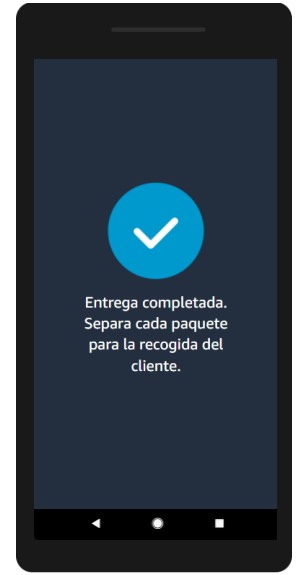 Entrega completada.
Separa cada paquete
para la recogida del
cliente.